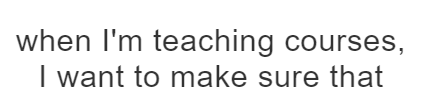 when I'm teaching courses,
I want to make sure that